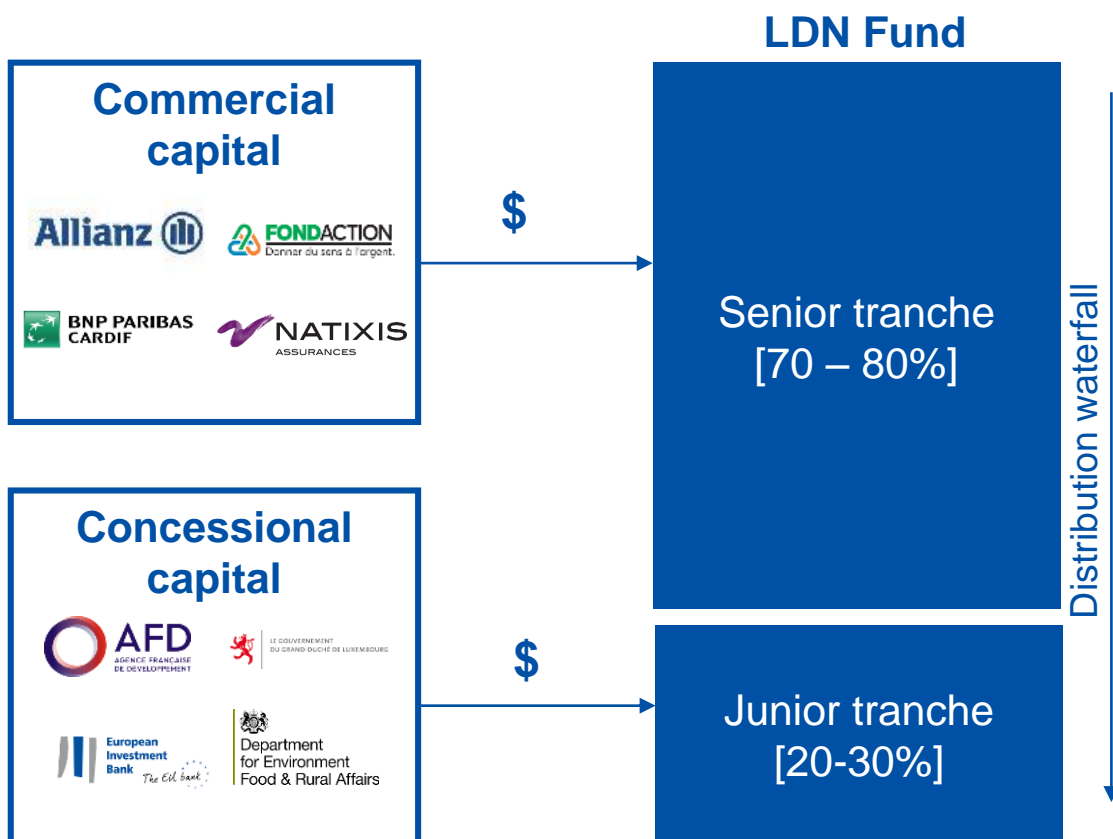 LDN Fund
Commercial
capital
Allianz
FONDACTION
Donner du sens à l'argent.
BNP PARIBAS
CARDIF
NATIXIS
ASSURANCES
$
Senior tranche
[70 – 80%]
Distribution waterfall
Concessional
capital
AFD
AGENCE FRANÇAISE
DE DÉVELOPPEMENT
LE GOUVERNEMENT
DU GRAND-DUCHÉ DE LUXEMBOURG
European
Investment
Bank
The EU bank
Department
for Environment
Food & Rural Affairs
$
Junior tranche
[20-30%]